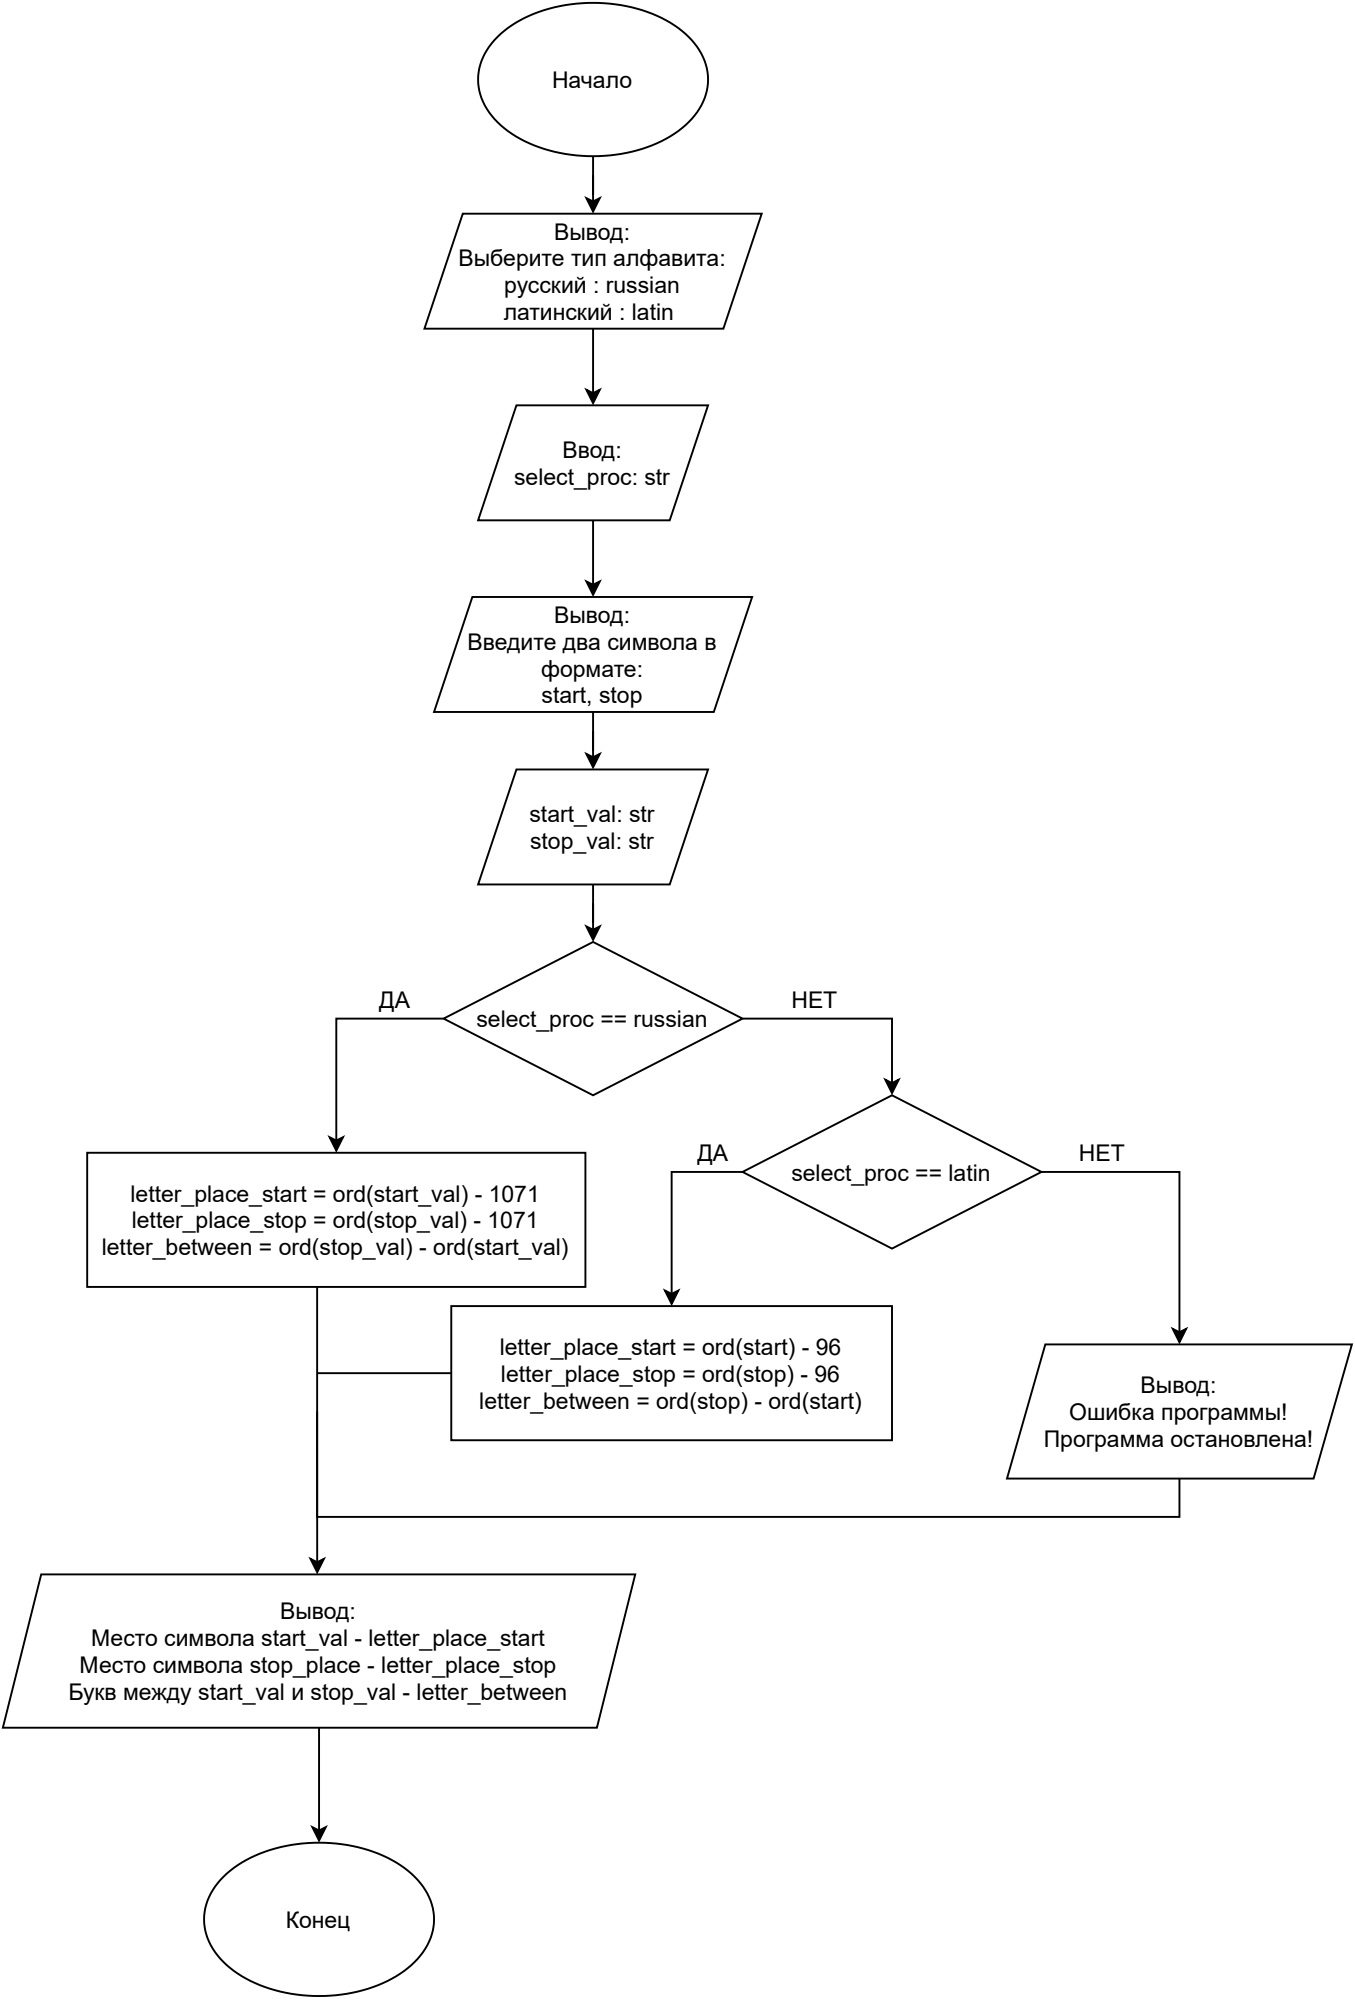 Начало
Вывод:
Выберите тип алфавита:
русский : russian
латинский : latin
Ввод:
select_proc: str
Вывод:
Введите два символа в
формате:
start, stop
start_val: str
stop_val: str
select_proc == russian
ДА
НЕТ
letter_place_start = ord(start_val) - 1071
letter_place_stop = ord(stop_val) - 1071
letter_between = ord(stop_val) - ord(start_val)
select_proc == latin
ДА
НЕТ
letter_place_start = ord(start) - 96
letter_place_stop = ord(stop) - 96
letter_between = ord(stop) - ord(start)
Вывод:
Ошибка программы!
Программа остановлена!
Вывод:
Место символа start_val - letter_place_start
Место символа stop_place - letter_place_stop
Букв между start_val и stop_val - letter_between
Конец